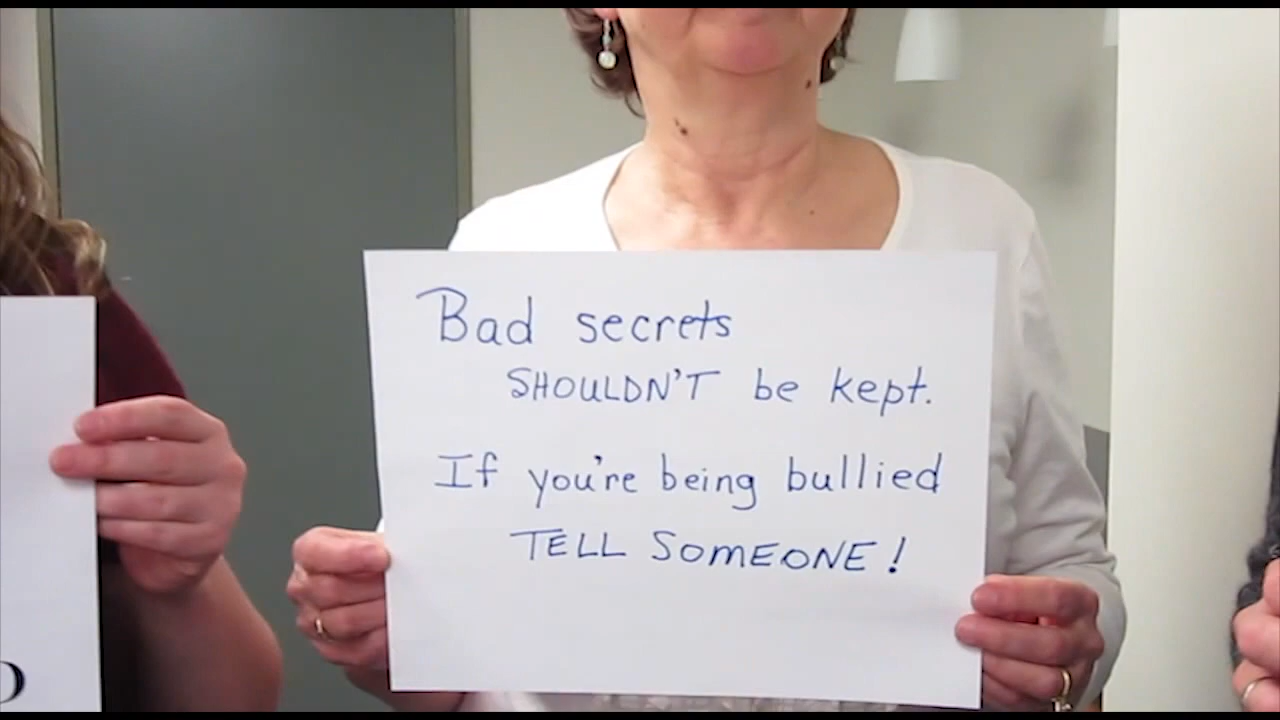 Bad secrets
SHOULDN'T be kept.
If you're being bullied
TELL SOMEONE!